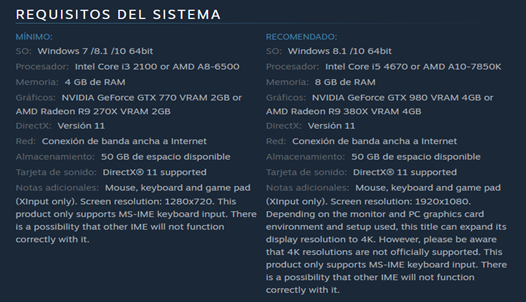 REQUISITOS DEL SISTEMA
MÍNIMO:
SO: Windows 7 /8.1 /10 64bit
Procesador: Intel Core i3 2100 or AMD A8-6500
Memoria: 4 GB de RAM
Gráficos: NVIDIA GeForce GTX 770 VRAM 2GB or
AMD Radeon R9 270X VRAM 2GB
DirectX: Versión 11
Red: Conexión de banda ancha a Internet
Almacenamiento: 50 GB de espacio disponible
Tarjeta de sonido: DirectX® 11 supported
Notas adicionales: Mouse, keyboard and game pad
(XInput only). Screen resolution: 1280x720. This
product only supports MS-IME keyboard input. There
is a possibility that other IME will not function
correctly with it.
RECOMENDADO:
SO: Windows 8.1 /10 64bit
Procesador: Intel Core i5 4670 or AMD A10-7850K
Memoria: 8 GB de RAM
Gráficos: NVIDIA GeForce GTX 980 VRAM 4GB or
AMD Radeon R9 380X VRAM 4GB
DirectX: Versión 11
Red: Conexión de banda ancha a Internet
Almacenamiento: 50 GB de espacio disponible
Tarjeta de sonido: DirectX® 11 supported
Notas adicionales: Mouse, keyboard and game pad
(XInput only). Screen resolution: 1920x1080.
Depending on the monitor and PC graphics card
environment and setup used, this title can expand its
display resolution to 4K. However, please be aware
that 4K resolutions are not officially supported. This
product only supports MS-IME keyboard input. There
is a possibility that other IME will not function
correctly with it.